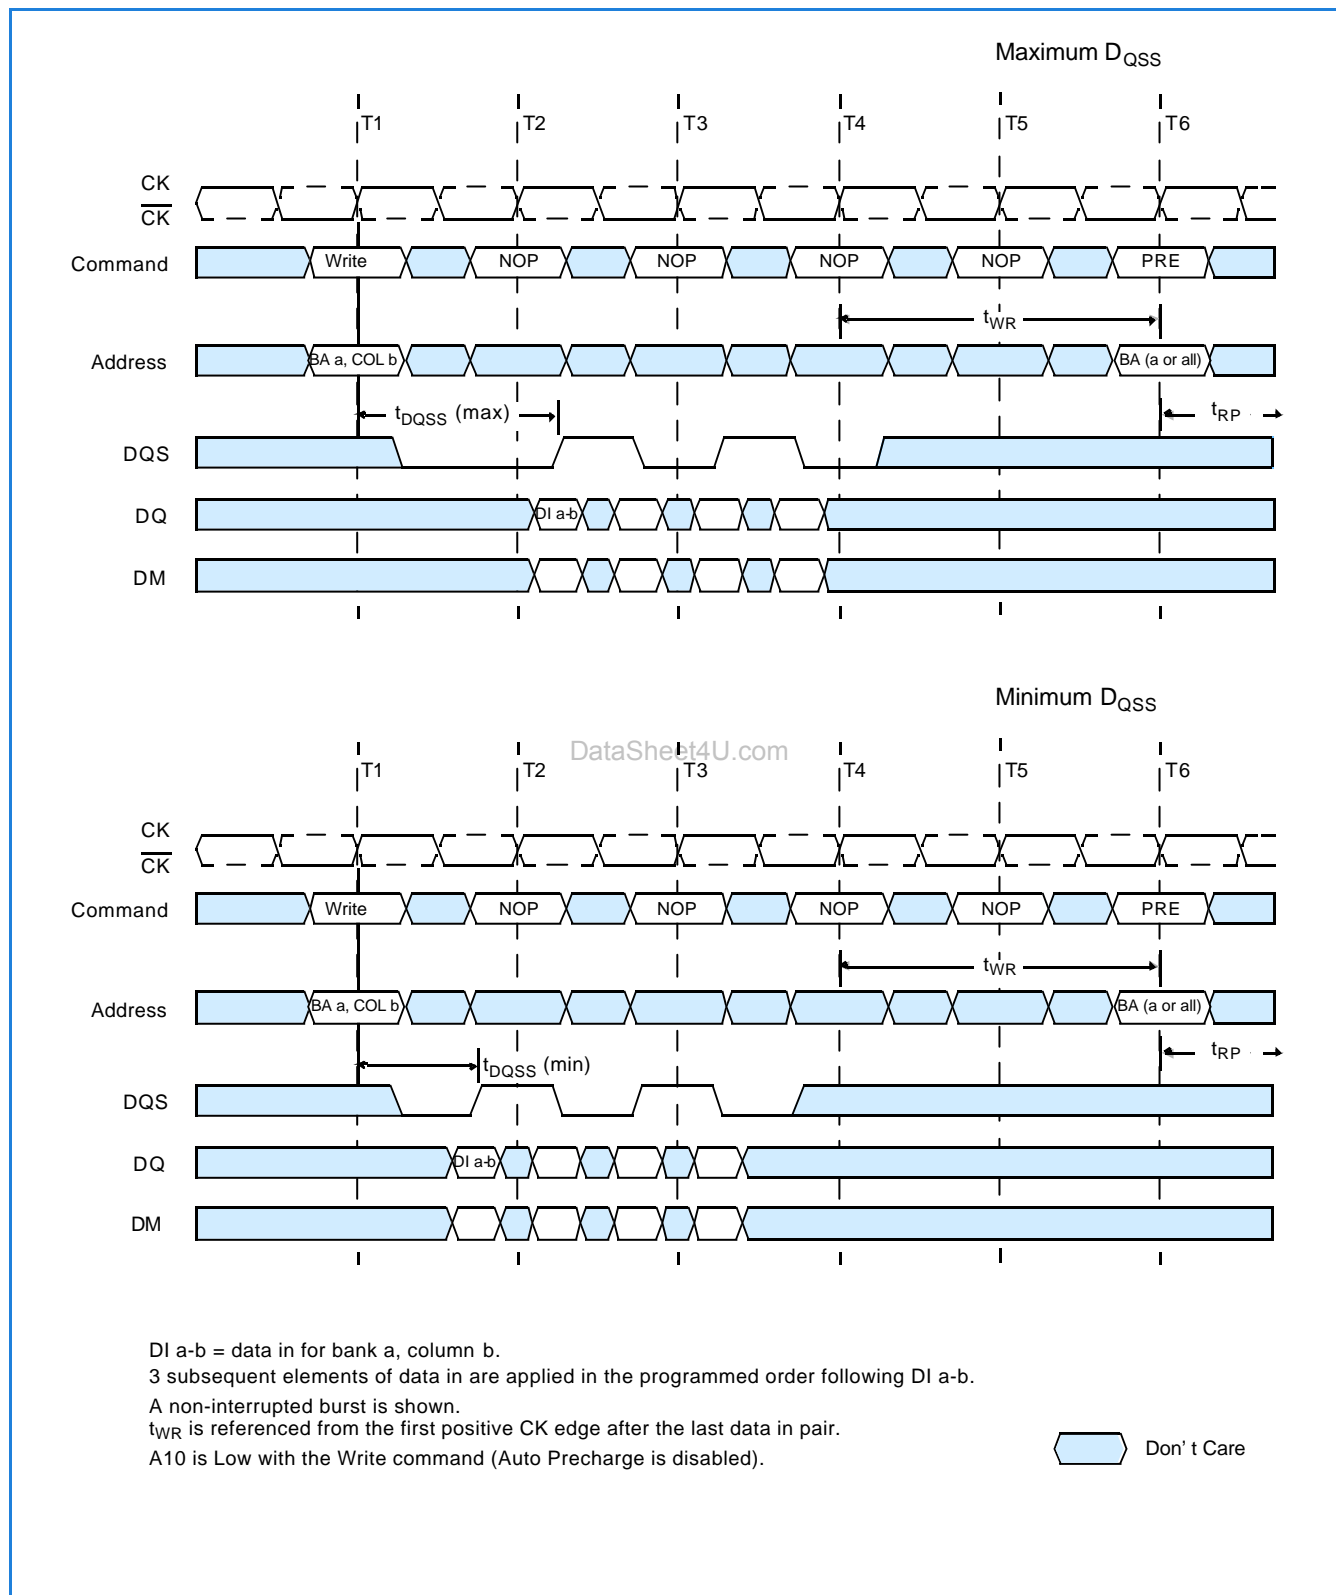 Maximum DQSS
T1 T2 T3 T4 T5 T6
CK
CK
Command Write NOP NOP NOP NOP PRE
tWR
Address BA a, COL b BA (a or all)
tDQSS (max) tRP
DQS
DQ DI a-b
DM
Minimum DQSS
DataSheet4U.com
T1 T2 T3 T4 T5 T6
CK
CK
Command Write NOP NOP NOP NOP PRE
tWR
Address BA a, COL b BA (a or all)
tDQSS (min) tRP
DQS
DQ DI a-b
DM
DI a-b = data in for bank a, column b.
3 subsequent elements of data in are applied in the programmed order following DI a-b.
A non-interrupted burst is shown.
tWR is referenced from the first positive CK edge after the last data in pair.
A10 is Low with the Write command (Auto Precharge is disabled).
Don' t Care